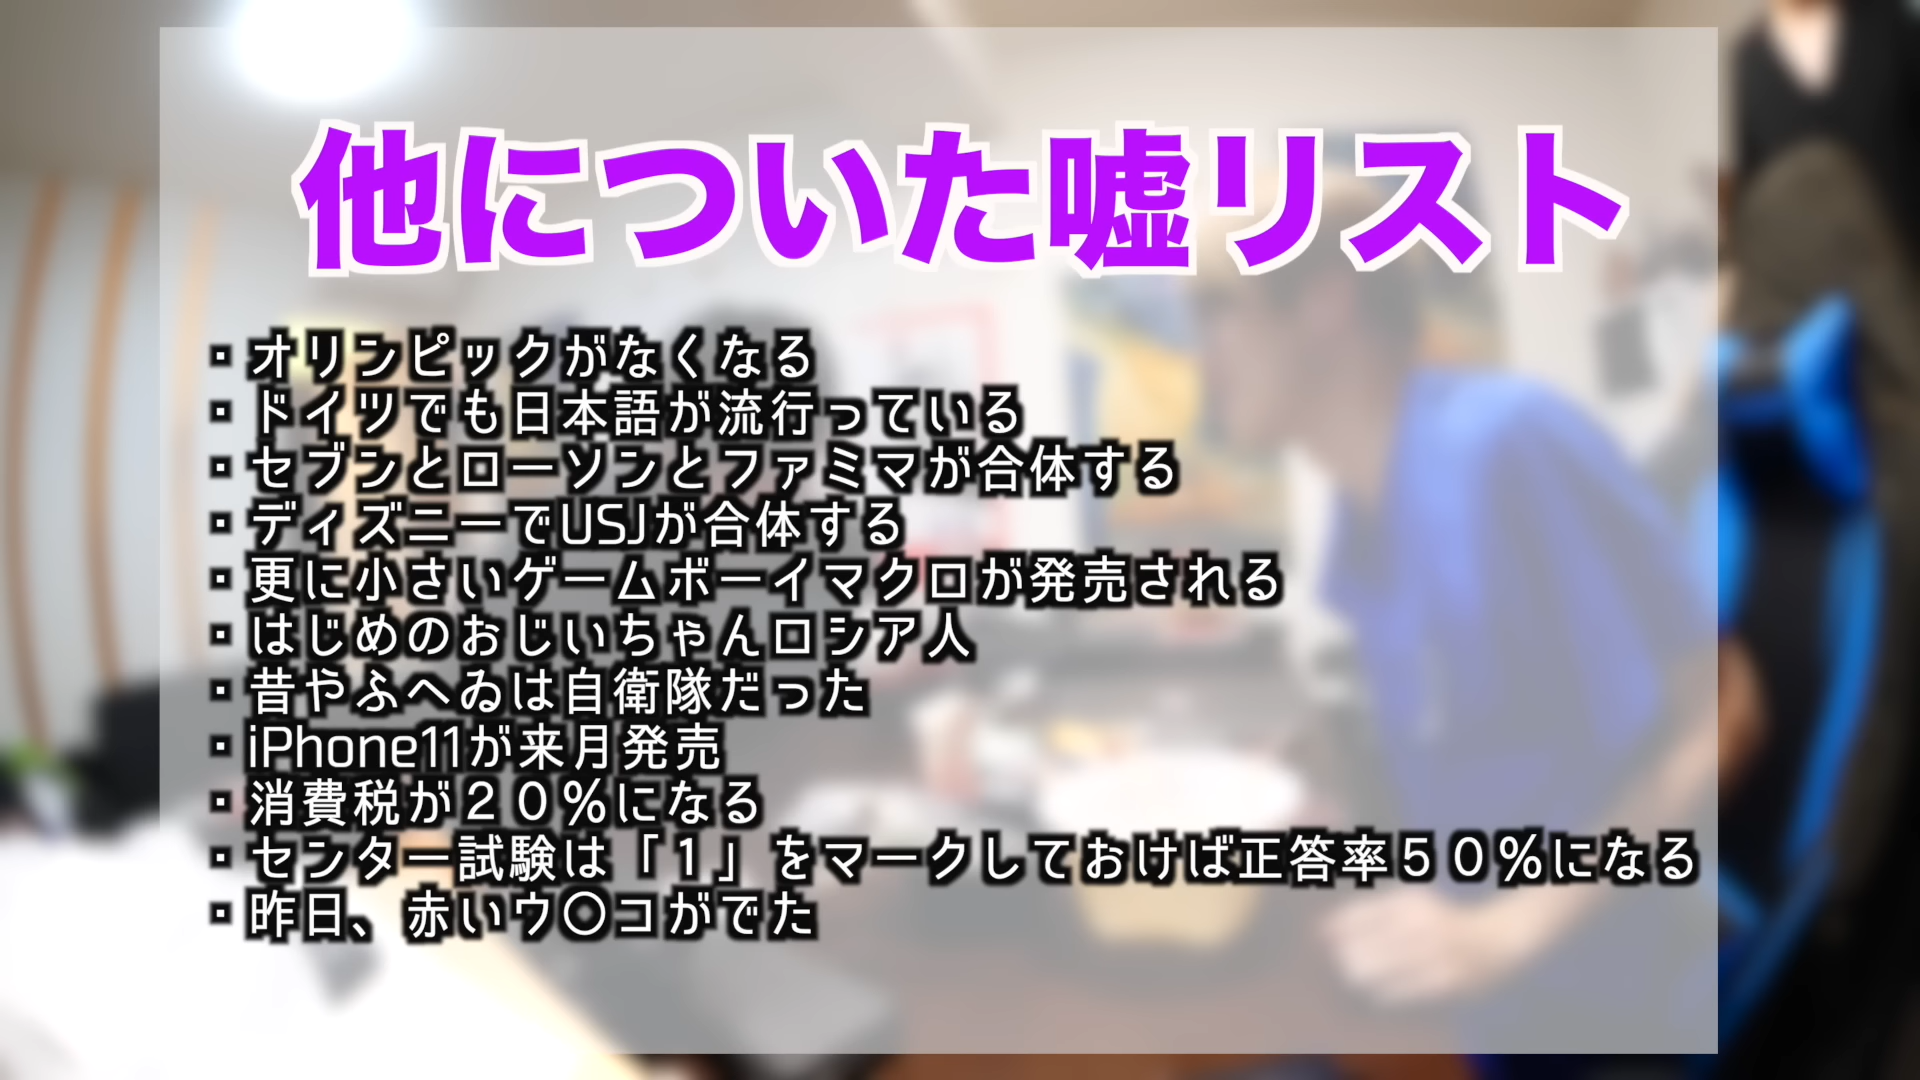 他についた嘘リスト
・オリンピックがなくなる
・ドイツでも日本語が流行っている
・セブンとローソンとファミマが合体する
・ディズニーでUSJが合体する
・更に小さいゲームボーイマクロが発売される
・はじめのおじいちゃんロシア人
・昔やふへゐは自衛隊だった
・iPhone11が来月発売
・消費税が２０％になる
・センター試験は「１」をマークしておけば正答率５０％になる
・昨日、赤いウ〇コがでた